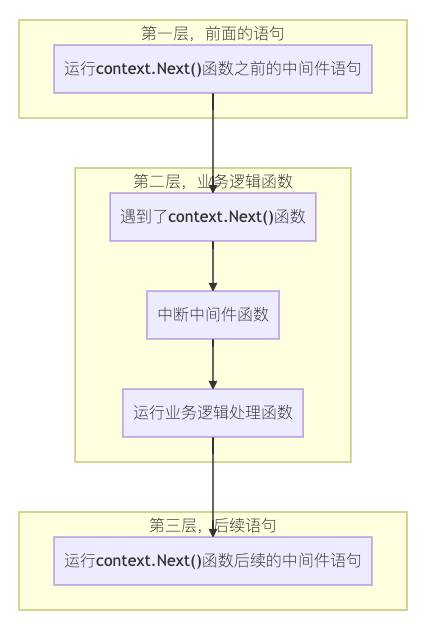 第一层，前面的语句
运行context.Next()函数之前的中间件语句
第二层，业务逻辑函数
遇到了context.Next()函数
中断中间件函数
运行业务逻辑处理函数
第三层，后续语句
运行context.Next()函数后续的中间件语句